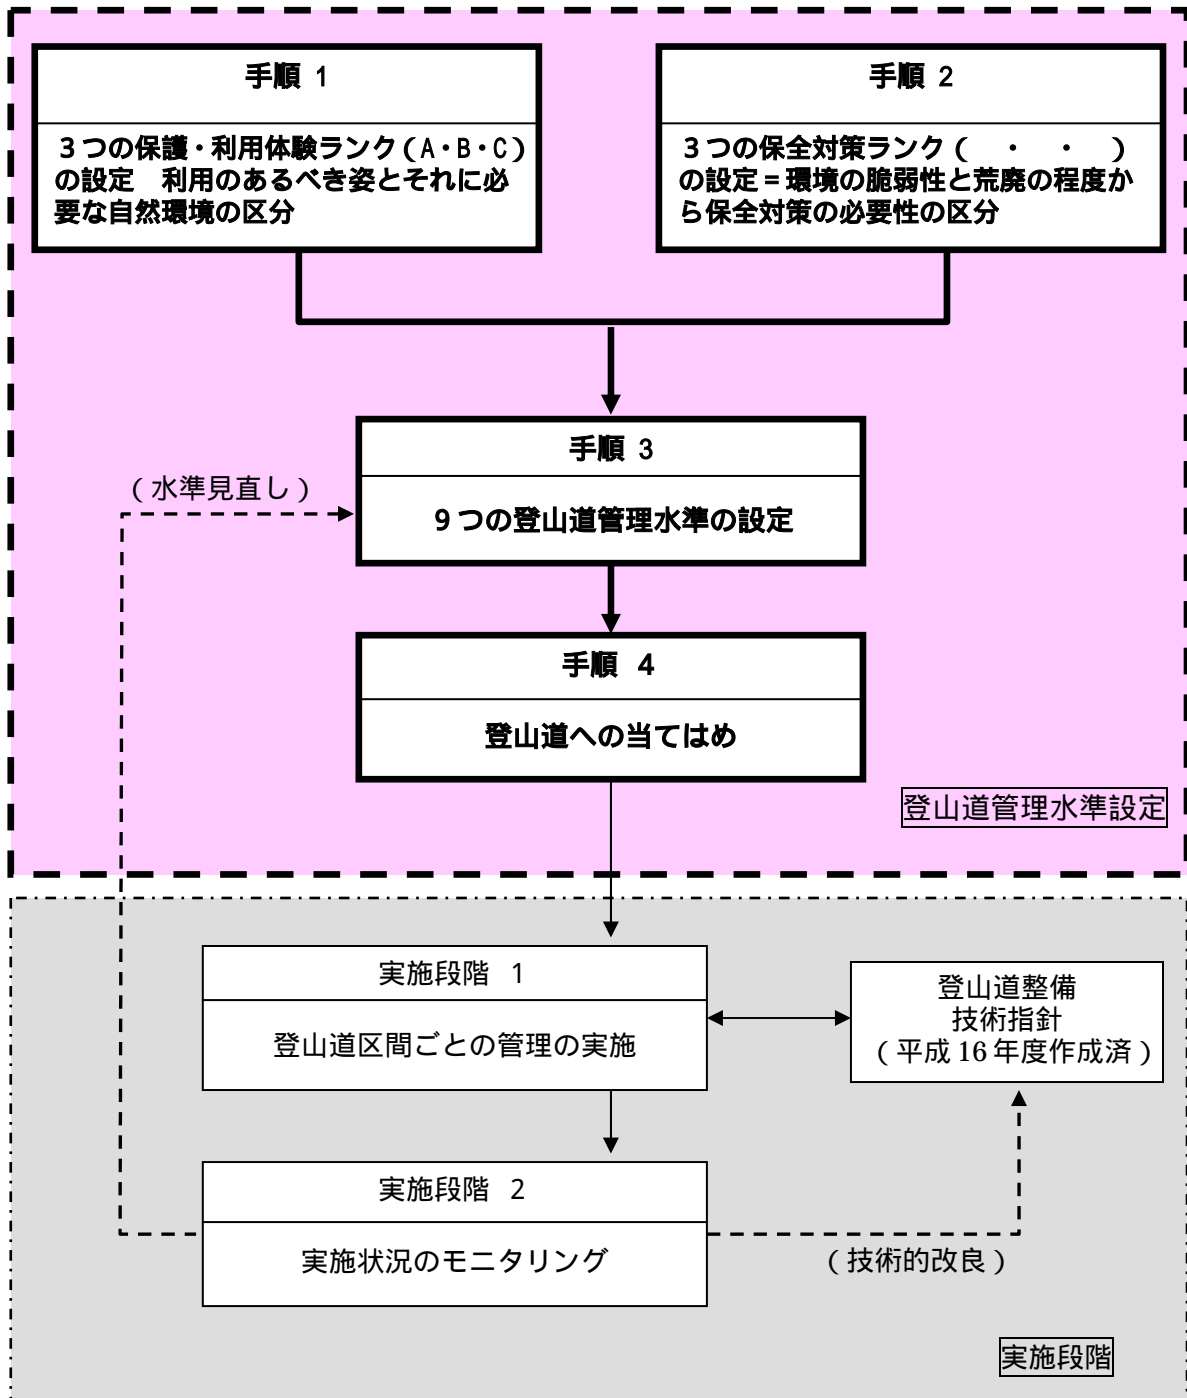 手順 1
3つの保護・利用体験ランク(A・B・C)
の設定　利用のあるべき姿とそれに必
要な自然環境の区分
手順 2
3つの保全対策ランク(　・　・　)
の設定=環境の脆弱性と荒廃の程度か
ら保全対策の必要性の区分
手順 3
9つの登山道管理水準の設定
(水準見直し)
手順 4
登山道への当てはめ
登山道管理水準設定
実施段階 1
登山道区間ごとの管理の実施
登山道整備
技術指針
(平成16年度作成済)
実施段階 2
実施状況のモニタリング
(技術的改良)
実施段階